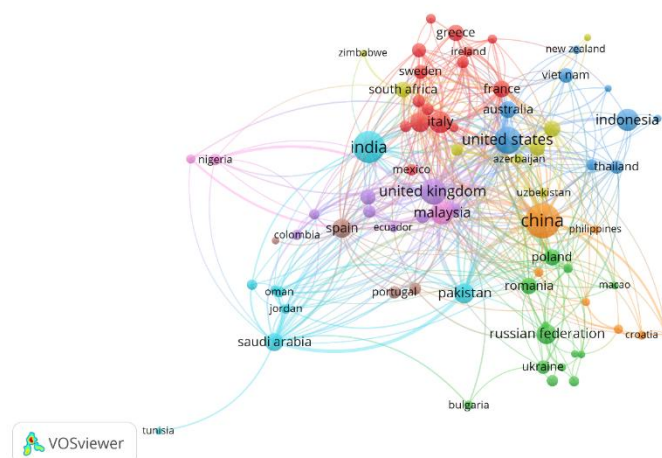 greece
zimbabwe
ireland
new zealand
sweden
viet nam
south africa
france
australia
indonesia
italy
united states
india
azerbaijan
nigeria
mexico
thailand
united kingdom
uzbekistan
malaysia
china
colombia
ecuador
spain
philippines
poland
oman
portugal
pakistan
romania
macao
jordan
saudi arabia
russian federation
croatia
ukraine
bulgaria
tunisia
VOSviewer